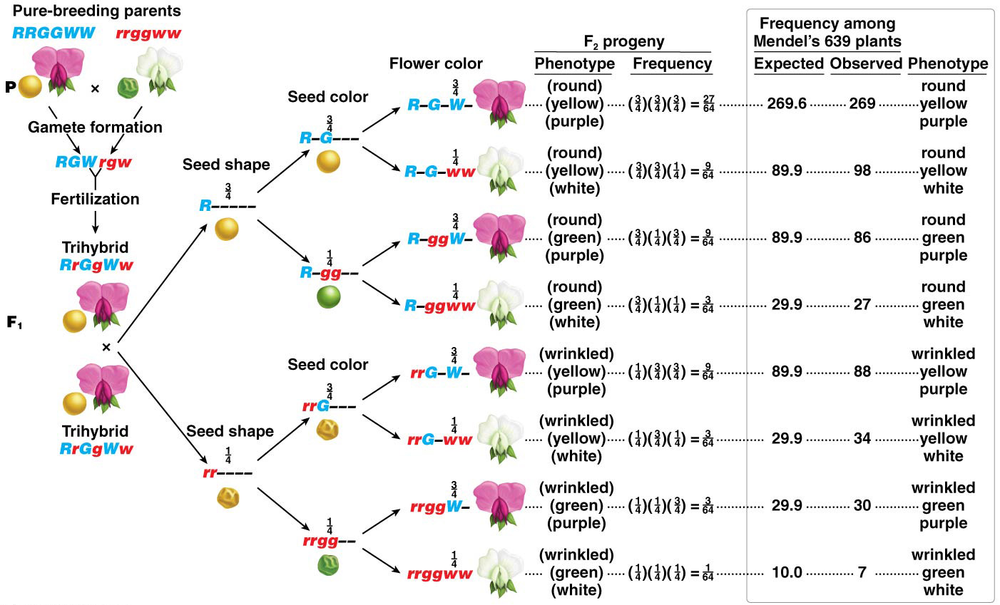 Pure-breeding parents
RRGGWW rrggww
P ×
Gamete formation
RGW rgw
Fertilization
Trihybrid
RrGgWw
F1
×
Trihybrid
RrGgWw
Seed shape
3/4
R-----
Seed shape
1/4
rr----
Seed color
3/4
R–G---
1/4
R–gg--
Seed color
3/4
rrG---
1/4
rrgg--
F2 progeny
Frequency among
Mendel's 639 plants
Flower color Phenotype Frequency Expected Observed Phenotype
3/4
R–G–W– (round) (yellow) (purple) (3/4)(3/4)(3/4) = 27/64 269.6 269 round yellow purple
1/4
R–G–ww (round) (yellow) (white) (3/4)(3/4)(1/4) = 9/64 89.9 98 round yellow white
3/4
R–ggW– (round) (green) (purple) (3/4)(1/4)(3/4) = 9/64 89.9 86 round green purple
1/4
R–ggww (round) (green) (white) (3/4)(1/4)(1/4) = 3/64 29.9 27 round green white
3/4
rrG–W– (wrinkled) (yellow) (purple) (1/4)(3/4)(3/4) = 9/64 89.9 88 wrinkled yellow purple
1/4
rrG–ww (wrinkled) (yellow) (white) (1/4)(3/4)(1/4) = 3/64 29.9 34 wrinkled yellow white
3/4
rrggW– (wrinkled) (green) (purple) (1/4)(1/4)(3/4) = 3/64 29.9 30 wrinkled green purple
1/4
rrggww (wrinkled) (green) (white) (1/4)(1/4)(1/4) = 1/64 10.0 7 wrinkled green white